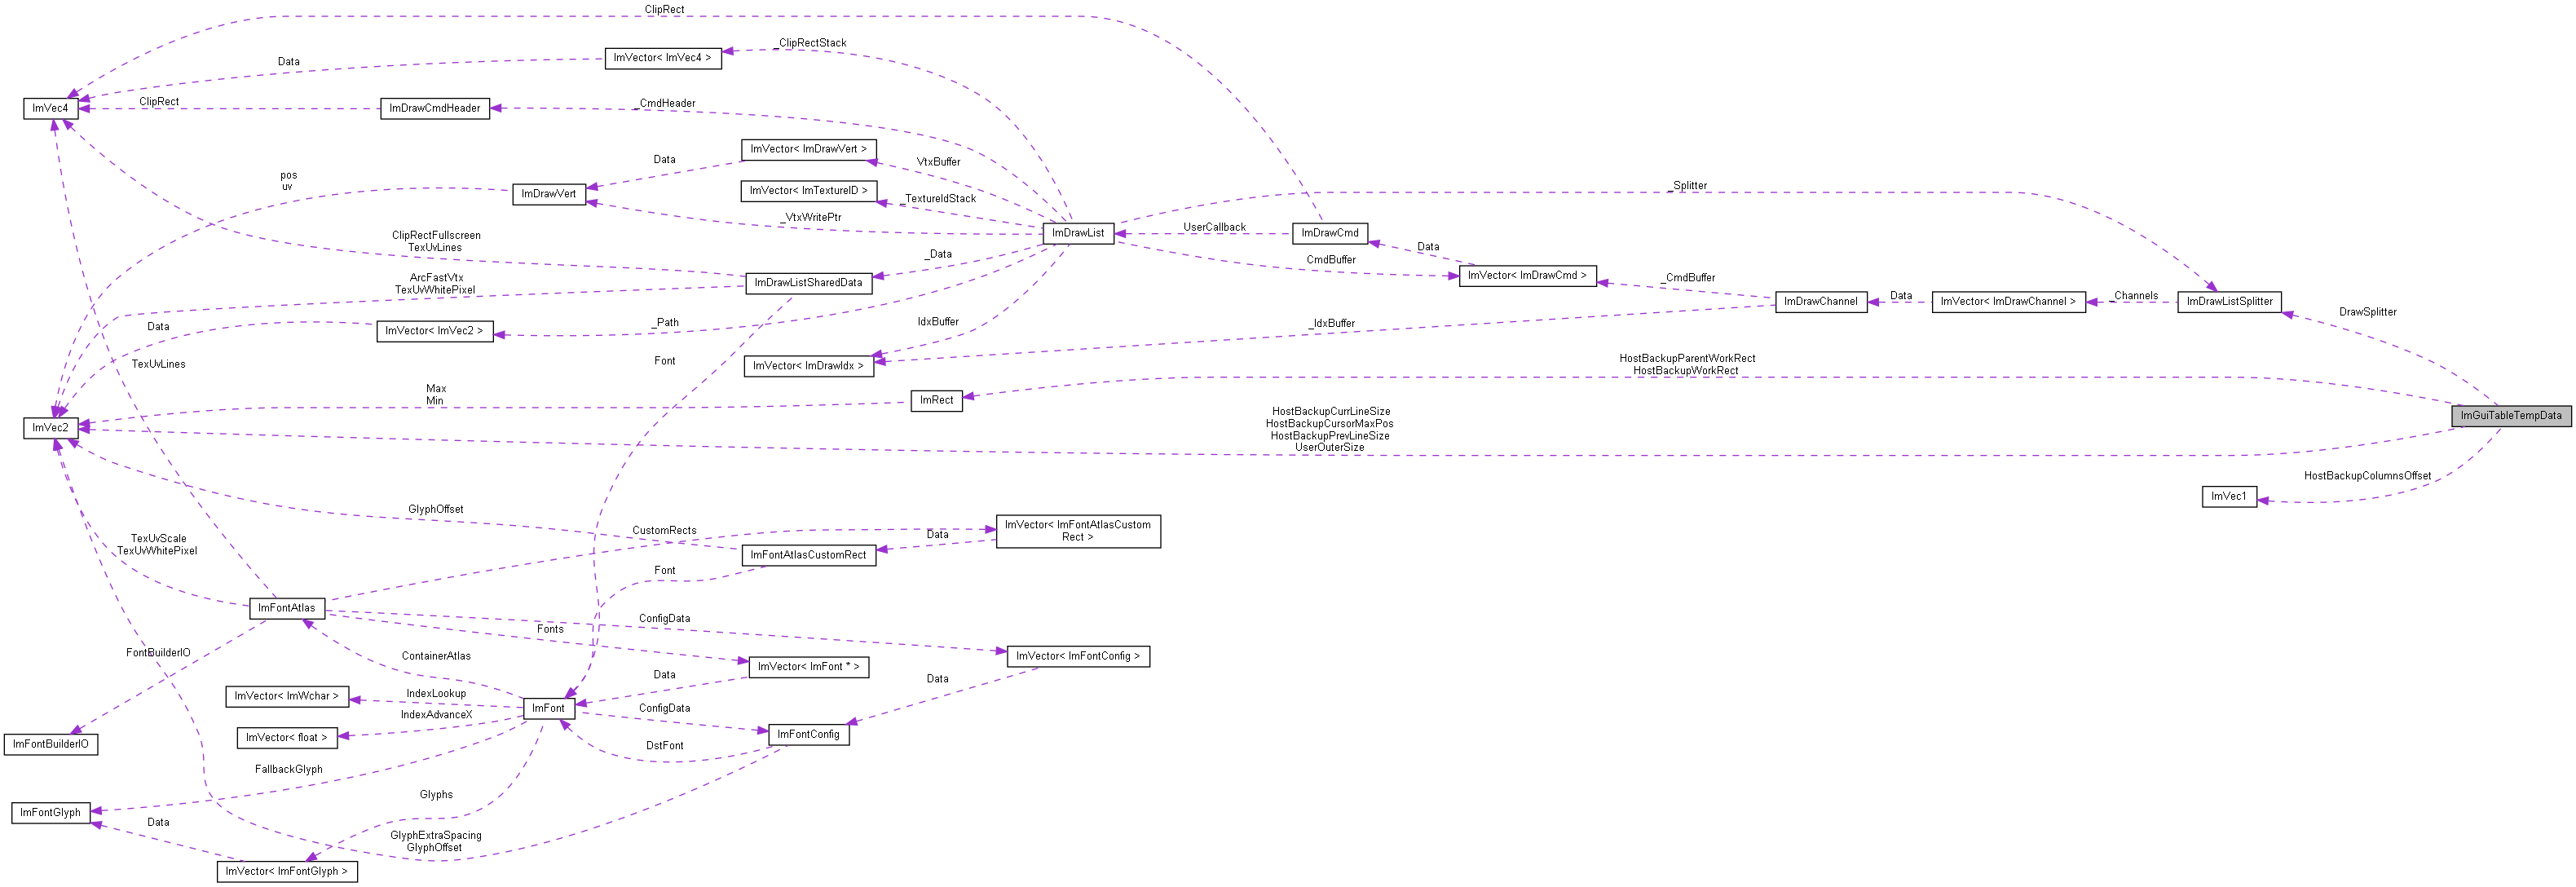 ClipRect
_ClipRectStack
ImVector< ImVec4 >
Data
ImVec4
ClipRect
ImDrawCmdHeader
_CmdHeader
ImVector< ImDrawVert >
Data
VtxBuffer
pos
uv
ImDrawVert
ImVector< ImTextureID >
_TextureIdStack
_VtxWritePtr
_Splitter
ImDrawList
UserCallback
ImDrawCmd
Data
ClipRectFullscreen
TexUvLines
_Data
CmdBuffer
ImVector< ImDrawCmd >
ArcFastVtx
TexUvWhitePixel
ImDrawListSharedData
_CmdBuffer
ImDrawChannel
Data
ImVector< ImDrawChannel >
_Channels
ImDrawListSplitter
DrawSplitter
Data
ImVector< ImVec2 >
_Path
IdxBuffer
_IdxBuffer
TexUvLines
Font
ImVector< ImDrawIdx >
HostBackupParentWorkRect
HostBackupWorkRect
Max
Min
ImRect
ImGuiTableTempData
ImVec2
HostBackupCurrLineSize
HostBackupCursorMaxPos
HostBackupPrevLineSize
UserOuterSize
HostBackupColumnsOffset
ImVec1
GlyphOffset
CustomRects
ImVector< ImFontAtlasCustom
Rect >
Data
TexUvScale
TexUvWhitePixel
ImFontAtlasCustomRect
Font
ImFontAtlas
ConfigData
Fonts
FontBuilderIO
ContainerAtlas
ImVector< ImFont * >
ImVector< ImFontConfig >
Data
Data
ImVector< ImWchar >
IndexLookup
ImFont
ConfigData
IndexAdvanceX
ImVector< float >
ImFontConfig
ImFontBuilderIO
DstFont
FallbackGlyph
Glyphs
ImFontGlyph
Data
GlyphExtraSpacing
GlyphOffset
ImVector< ImFontGlyph >